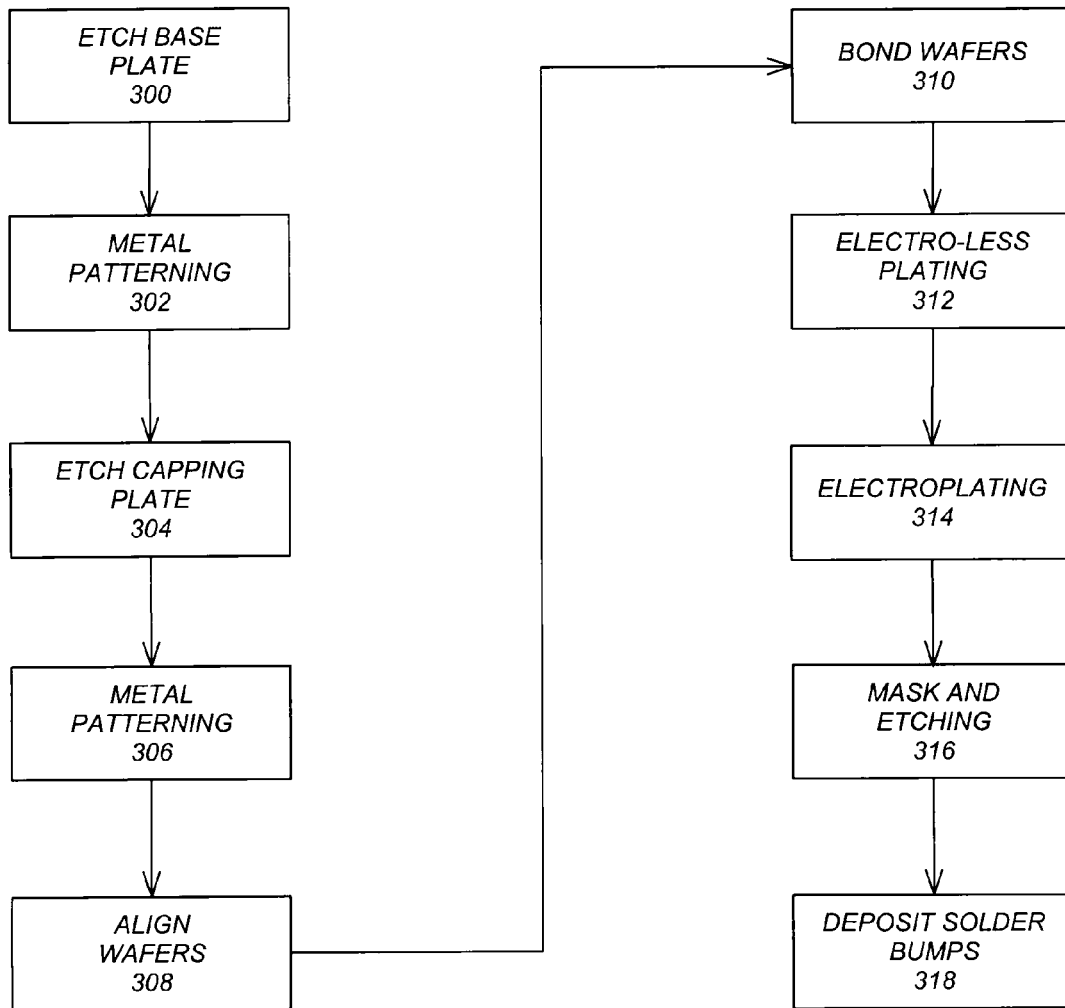 ETCH BASE
PLATE
300
METAL
PATTERNING
302
ETCH CAPPING
PLATE
304
METAL
PATTERNING
306
ALIGN
WAFERS
308
BOND WAFERS
310
ELECTRO-LESS
PLATING
312
ELECTROPLATING
314
MASK AND
ETCHING
316
DEPOSIT SOLDER
BUMPS
318